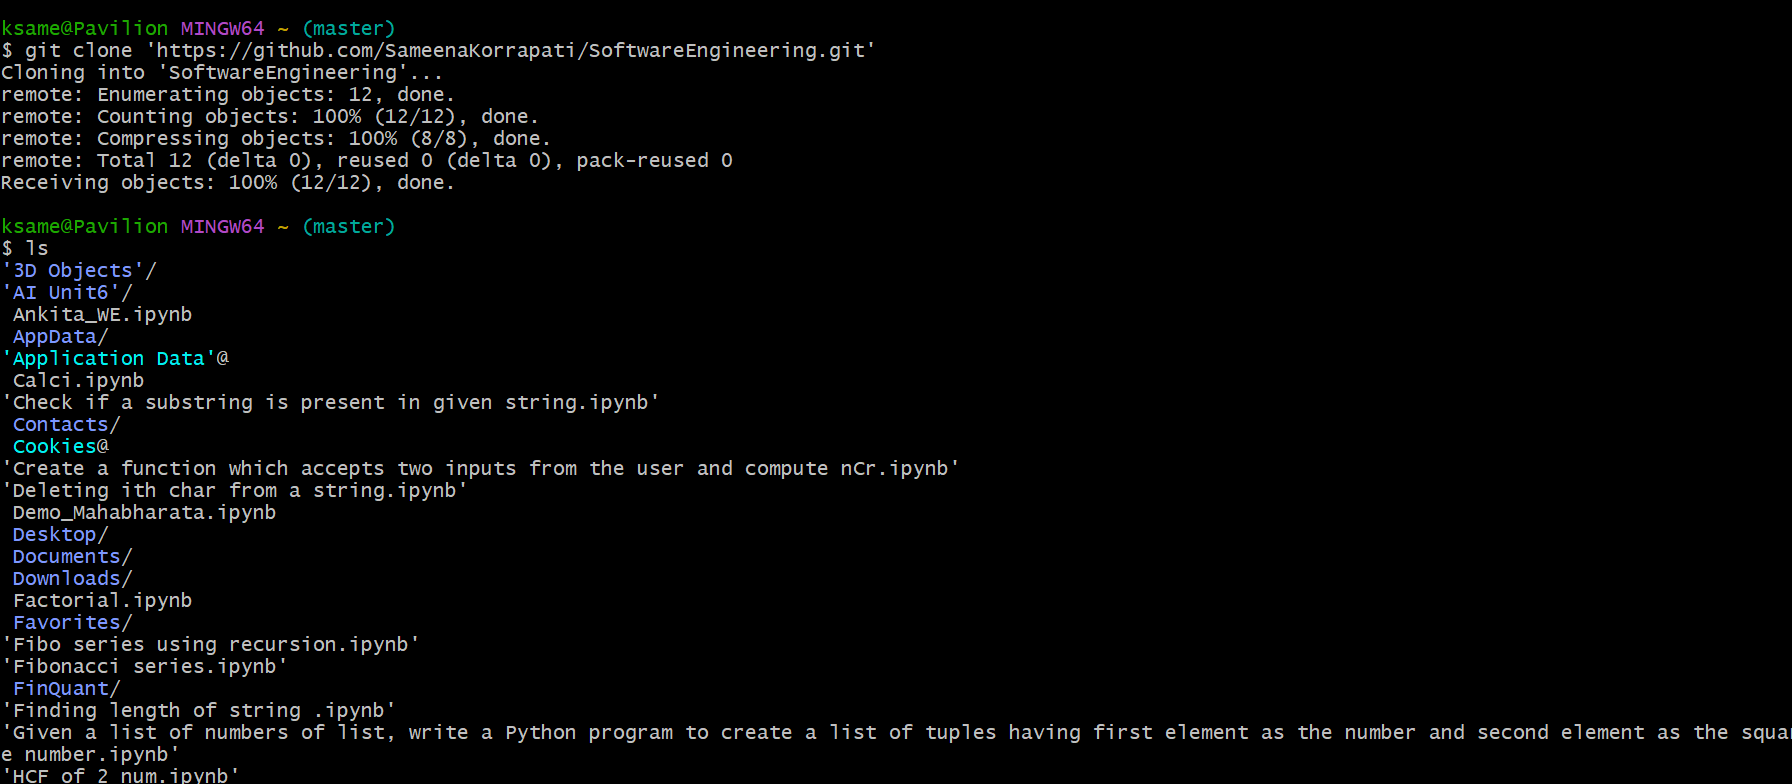 ksame@Pavilion MINGW64 ~ (master)
$ git clone 'https://github.com/SameenaKorrapati/SoftwareEngineering.git'
Cloning into 'SoftwareEngineering'...
remote: Enumerating objects: 12, done.
remote: Counting objects: 100% (12/12), done.
remote: Compressing objects: 100% (8/8), done.
remote: Total 12 (delta 0), reused 0 (delta 0), pack-reused 0
Receiving objects: 100% (12/12), done.
ksame@Pavilion MINGW64 ~ (master)
$ ls
'3D Objects'/
'AI Unit6'/
Ankita_WE.ipynb
AppData/
'Application Data'@
Calci.ipynb
'Check if a substring is present in given string.ipynb'
Contacts/
Cookies@
'Create a function which accepts two inputs from the user and compute nCr.ipynb'
'Deleting ith char from a string.ipynb'
Demo_Mahabharata.ipynb
Desktop/
Documents/
Downloads/
Factorial.ipynb
Favorites/
'Fibo series using recursion.ipynb'
'Fibonacci series.ipynb'
FinQuant/
'Finding length of string .ipynb'
'Given a list of numbers of list, write a Python program to create a list of tuples having first element as the number and second element as the squar
e number.ipynb'
'HCF of 2 num.ipynb'